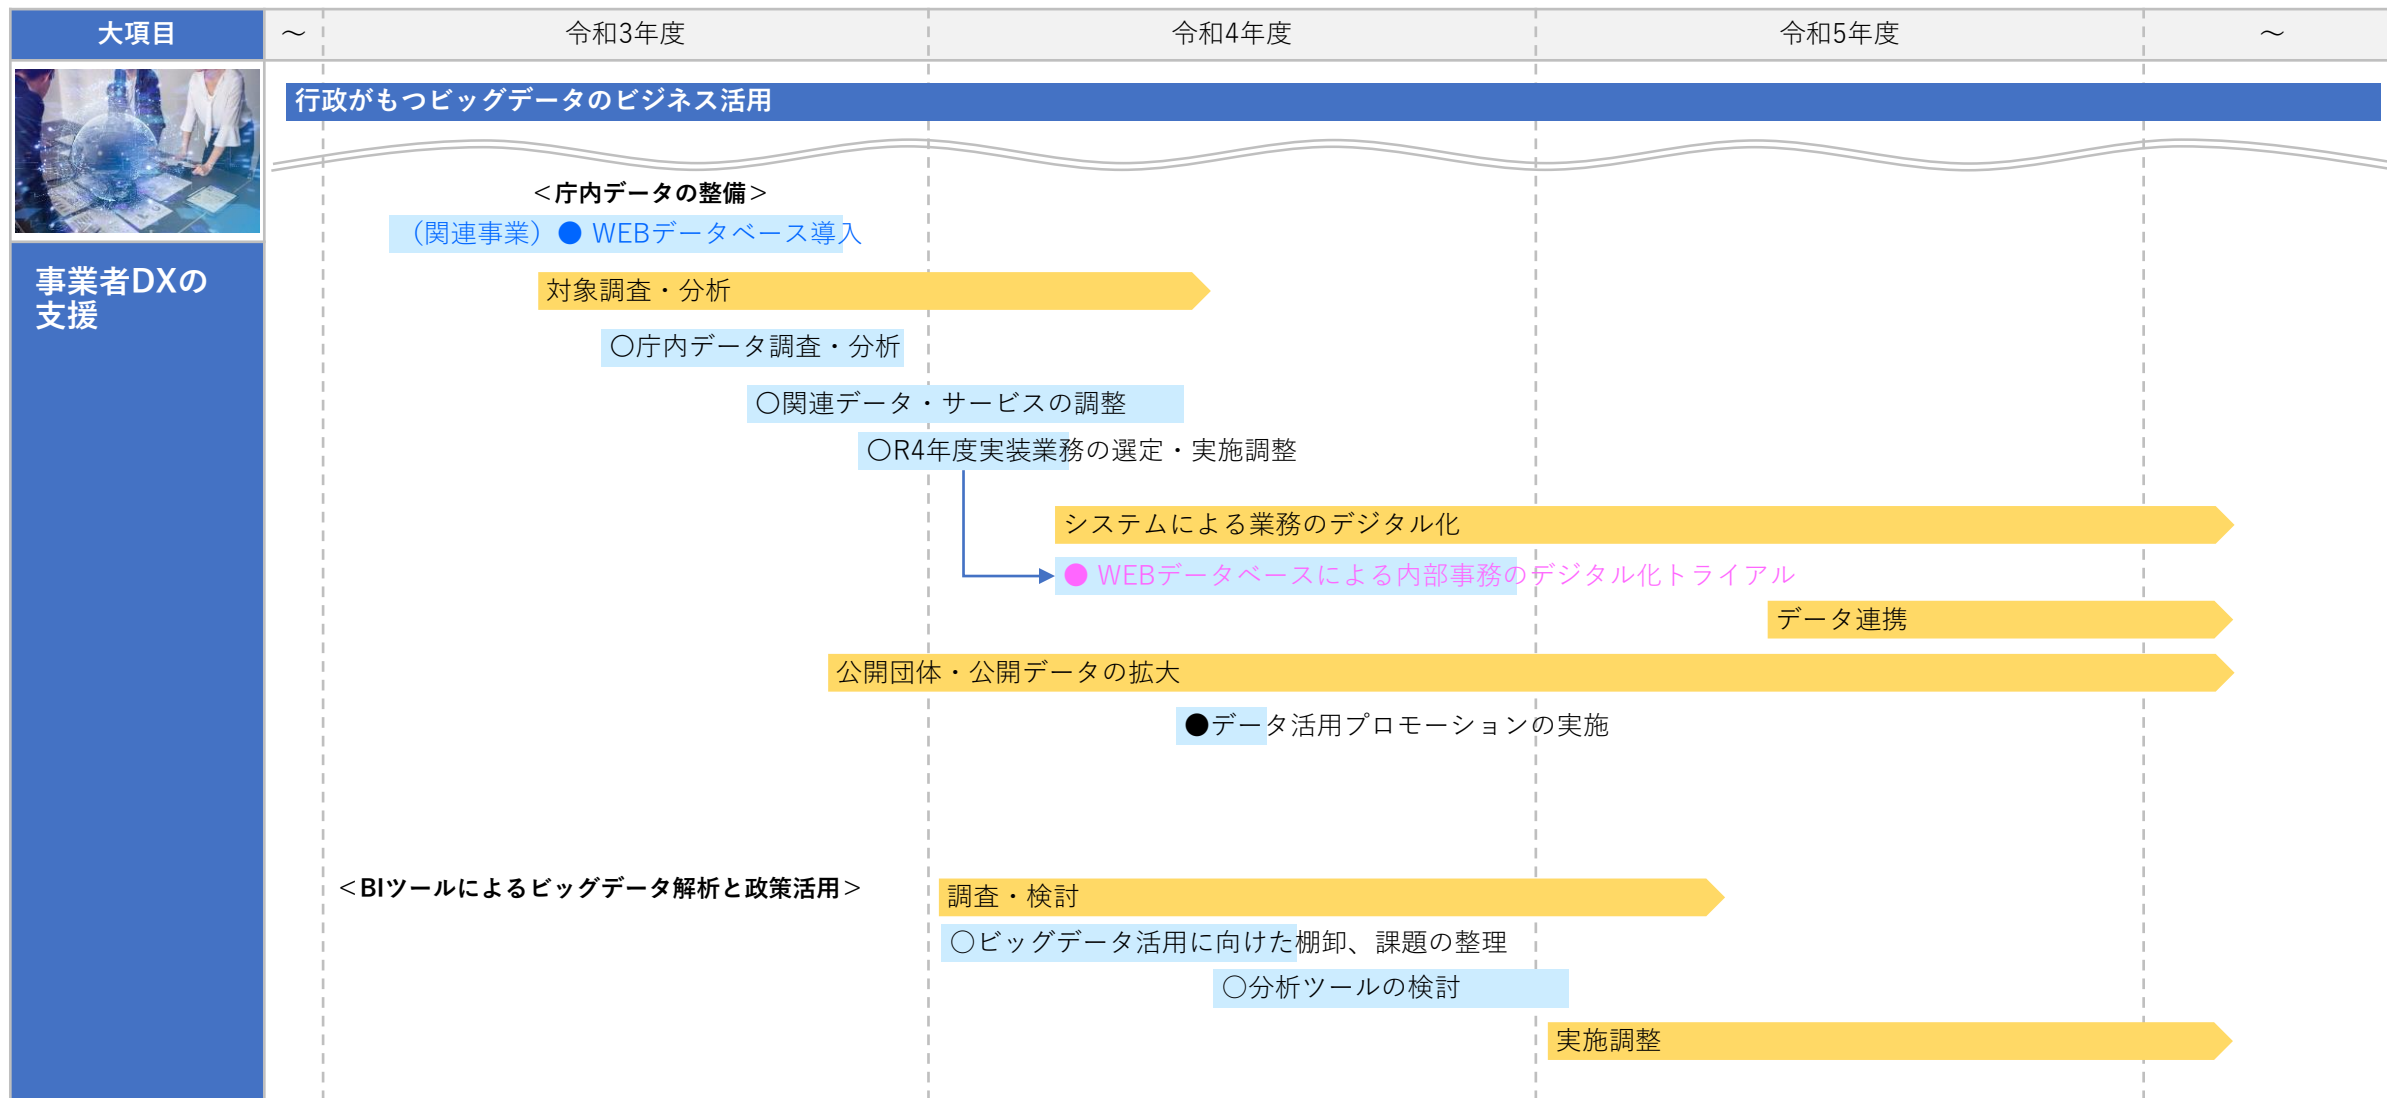 大項目
～
令和3年度
令和4年度
令和5年度
～
行政がもつビッグデータのビジネス活用
事業者DXの
支援
＜庁内データの整備＞
（関連事業）● WEBデータベース導入
対象調査・分析
○庁内データ調査・分析
○関連データ・サービスの調整
○R4年度実装業務の選定・実施調整
システムによる業務のデジタル化
● WEBデータベースによる内部事務のデジタル化トライアル
データ連携
公開団体・公開データの拡大
●データ活用プロモーションの実施
＜BIツールによるビッグデータ解析と政策活用＞
調査・検討
○ビッグデータ活用に向けた棚卸、課題の整理
○分析ツールの検討
実施調整